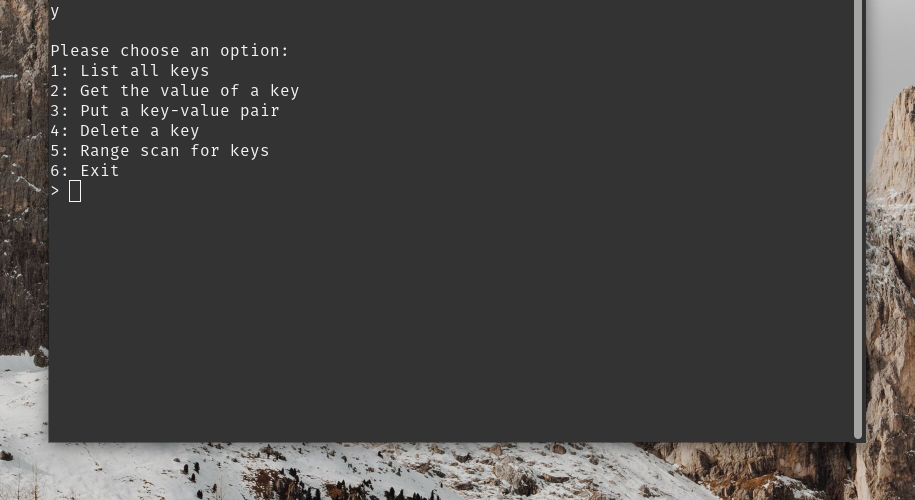 y
Please choose an option:
1: List all keys
2: Get the value of a key
3: Put a key-value pair
4: Delete a key
5: Range scan for keys
6: Exit
>